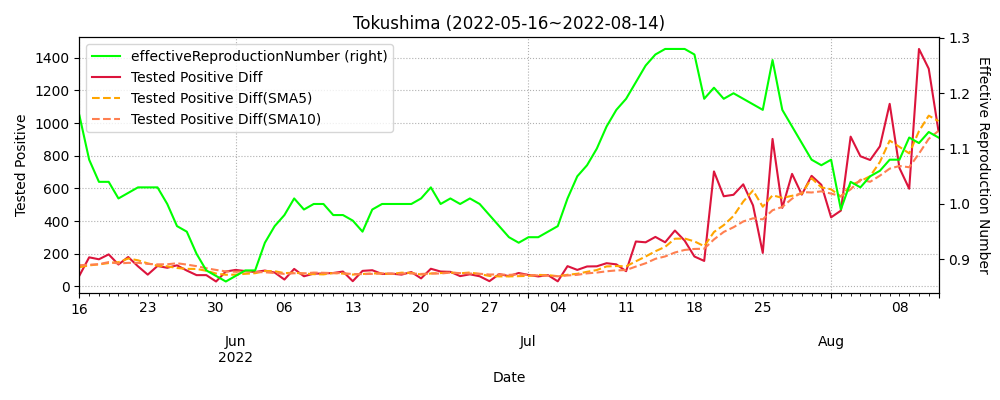 Tokushima (2022-05-16~2022-08-14)
effectiveReproductionNumber (right)
Tested Positive Diff
Tested Positive Diff(SMA5)
Tested Positive Diff(SMA10)
Tested Positive
1400
1200
1000
800
600
400
200
0
Effective Reproduction Number
1.3
1.2
1.1
1.0
0.9
16 23 30 06 13 20 27 04 11 18 25 08
Jun Jul Aug
2022
Date